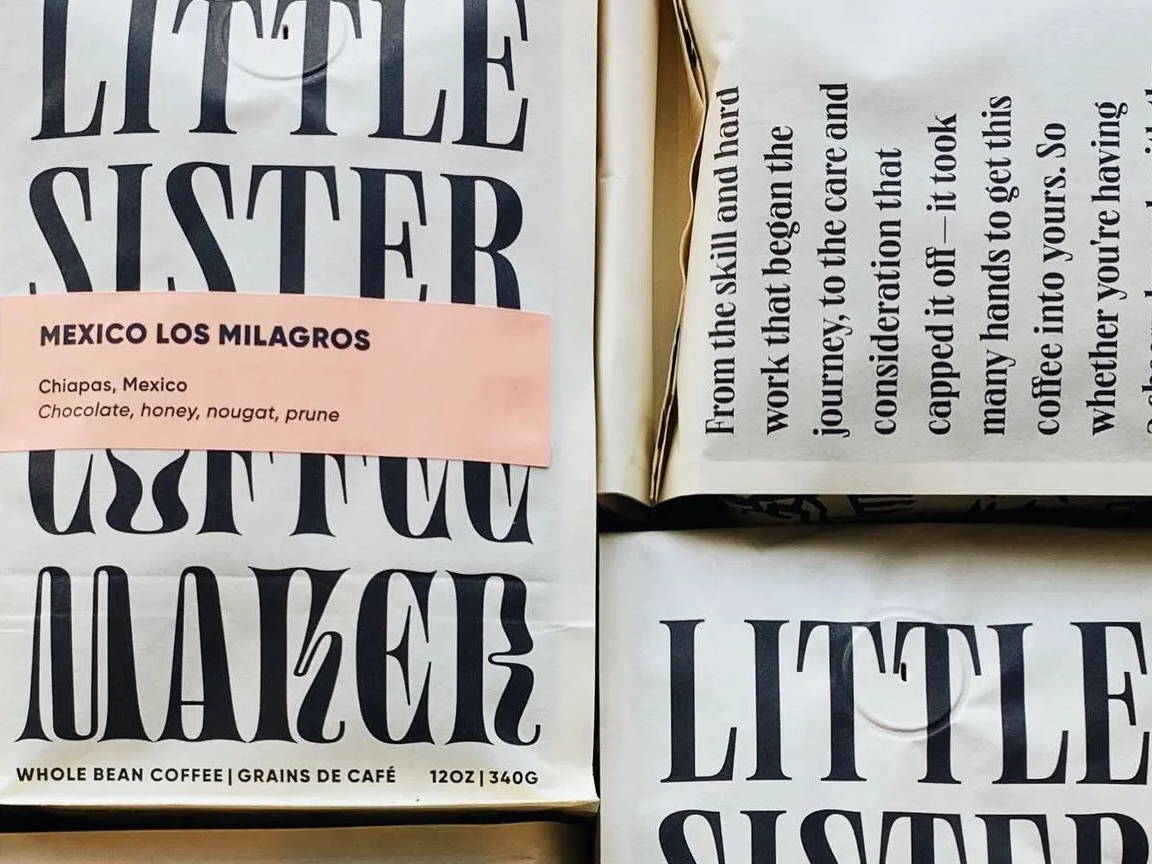 LITTLE
SISTER
MEXICO LOS MILAGROS
Chiapas, Mexico
Chocolate, honey, nougat, prune
COFFEE
MAKER
WHOLE BEAN COFFEE|GRAINS DE CAFÉ 12OZ|340G
From the skill and hard
work that began the
journey, to the care and
consideration that
capped it off—it took
many hands to get this
coffee into yours. So
whether you're having
LITTLE
SISTER